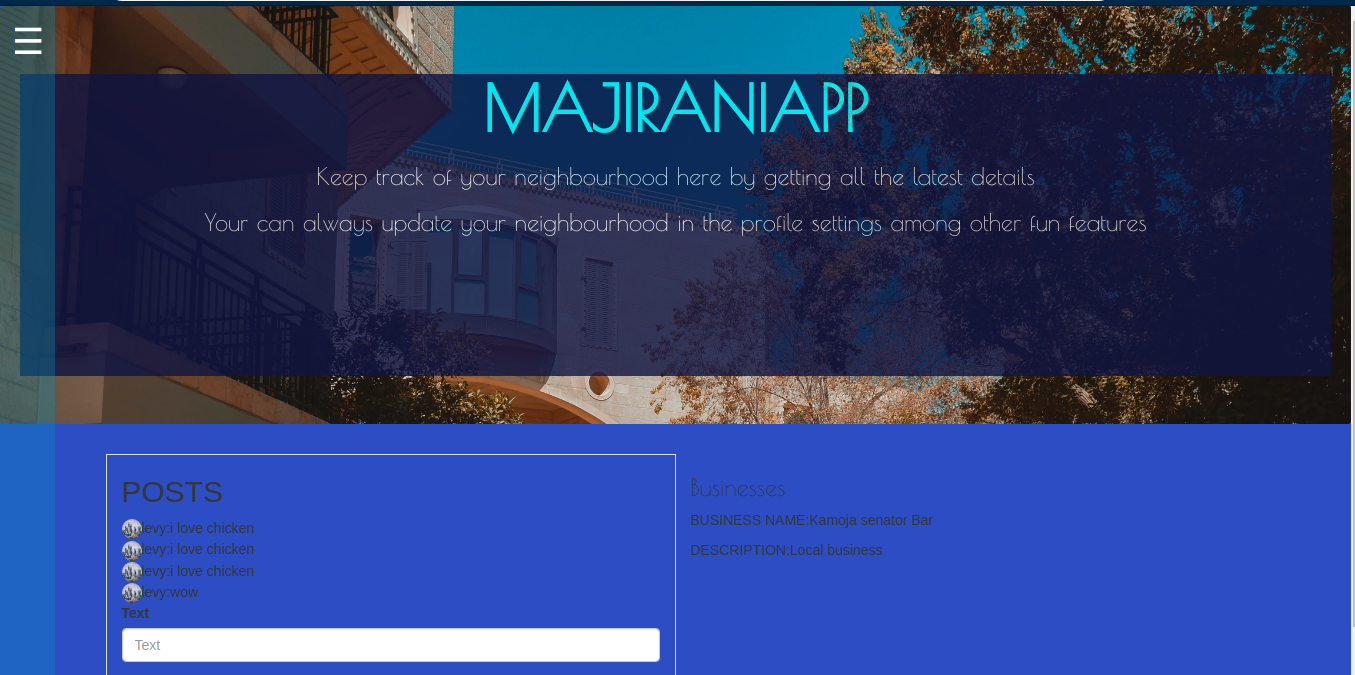 MAJIRANIAPP
Keep track of your neighbourhood here by getting all the latest details
Your can always update your neighbourhood in the profile settings among other fun features
POSTS
levy:i love chicken
levy:i love chicken
levy:i love chicken
levy:wow
Text
Text
Businesses
BUSINESS NAME:Kamoja senator Bar
DESCRIPTION:Local business